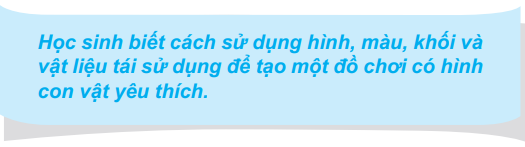 Học sinh biết cách sử dụng hình, màu, khối và
vật liệu tái sử dụng để tạo một đồ chơi có hình
con vật yêu thích.